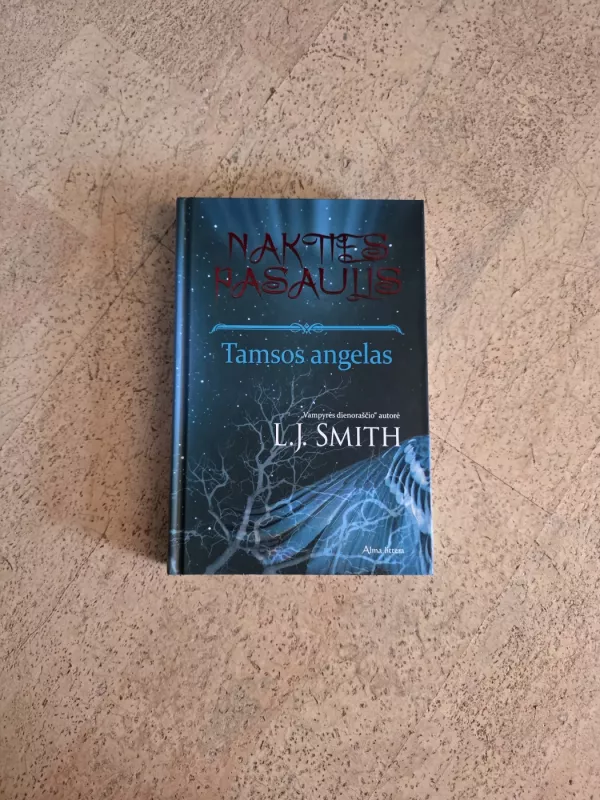 NAKTIES
PASAULIS
Tamsos angelas
„Vampyrės dienoraščio“ autorė
L.J. SMITH
Alma littera